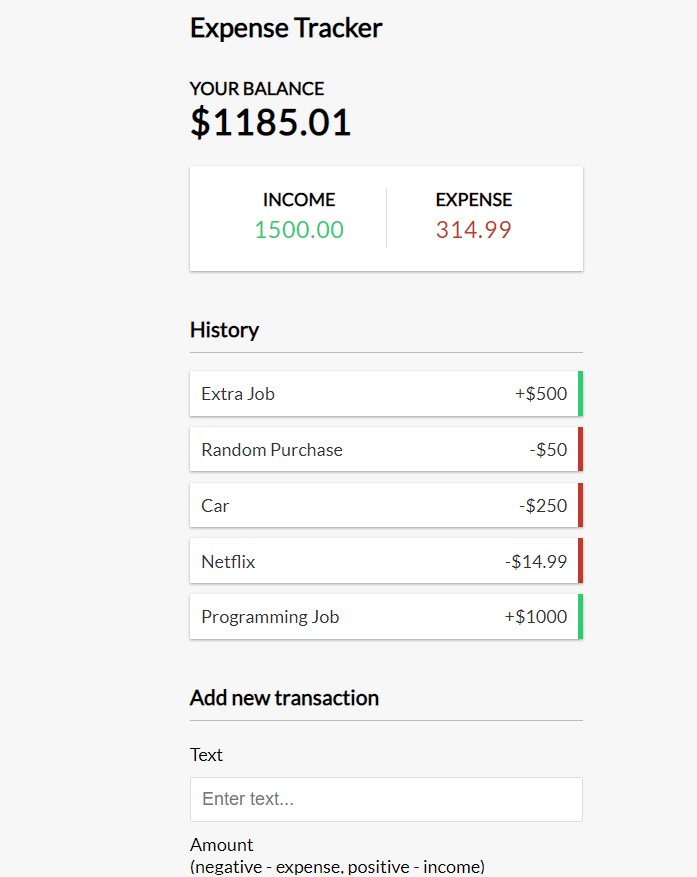 Expense Tracker
YOUR BALANCE
$1185.01
INCOME EXPENSE
1500.00 314.99
History
Extra Job +$500
Random Purchase -$50
Car -$250
Netflix -$14.99
Programming Job +$1000
Add new transaction
Text
Enter text...
Amount
(negative - expense, positive - income)